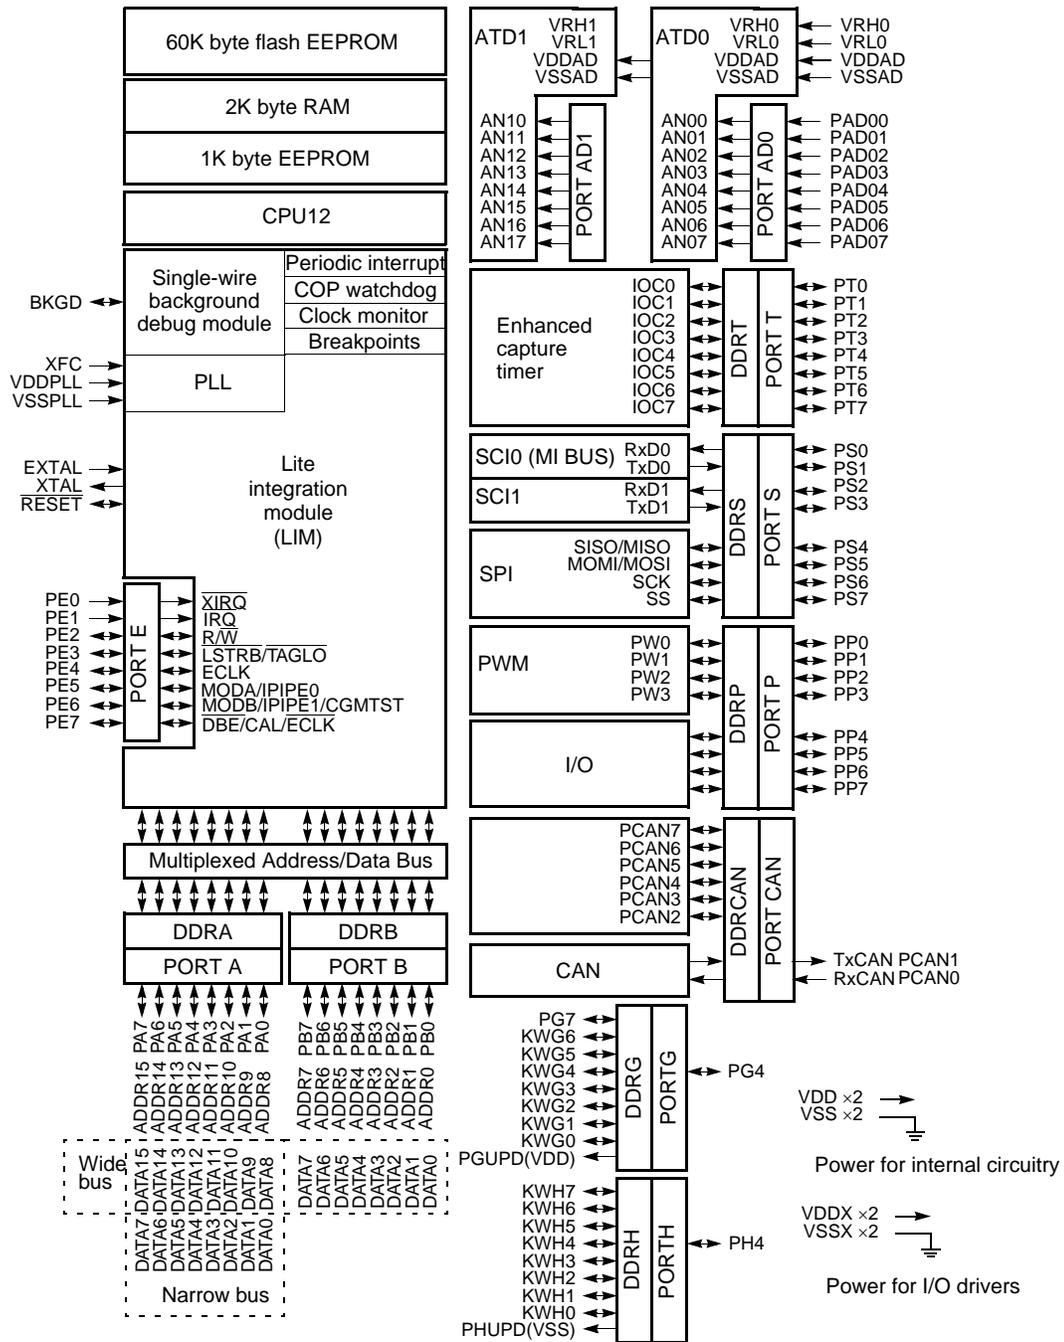 60K byte flash EEPROM
2K byte RAM
1K byte EEPROM
CPU12
Single-wire
background
debug module
Periodic interrupt
COP watchdog
Clock monitor
Breakpoints
BKGD
XFC
VDDPLL
VSSPLL
PLL
EXTAL
XTAL
RESET
Lite
integration
module
(LIM)
PE0
PE1
PE2
PE3
PE4
PE5
PE6
PE7
PORT E
XIRQ
IRQ
R/W
LSTRB/TAGLO
ECLK
MODA/IPIPE0
MODB/IPIPE1/CGMTST
DBE/CAL/ECLK
Multiplexed Address/Data Bus
DDRA
DDRB
PORT A
PORT B
PA7
PA6
PA5
PA4
PA3
PA2
PA1
PA0
PB7
PB6
PB5
PB4
PB3
PB2
PB1
PB0
ADDR15
ADDR14
ADDR13
ADDR12
ADDR11
ADDR10
ADDR9
ADDR8
ADDR7
ADDR6
ADDR5
ADDR4
ADDR3
ADDR2
ADDR1
ADDR0
Wide
bus
DATA15
DATA14
DATA13
DATA12
DATA11
DATA10
DATA9
DATA8
DATA7
DATA6
DATA5
DATA4
DATA3
DATA2
DATA1
DATA0
DATA7
DATA6
DATA5
DATA4
DATA3
DATA2
DATA1
DATA0
Narrow bus
ATD1
VRH1
VRL1
VDDAD
VSSAD
AN10
AN11
AN12
AN13
AN14
AN15
AN16
AN17
PORT AD1
ATD0
VRH0
VRL0
VDDAD
VSSAD
VRH0
VRL0
VDDAD
VSSAD
AN00
AN01
AN02
AN03
AN04
AN05
AN06
AN07
PORT AD0
PAD00
PAD01
PAD02
PAD03
PAD04
PAD05
PAD06
PAD07
Enhanced
capture
timer
IOC0
IOC1
IOC2
IOC3
IOC4
IOC5
IOC6
IOC7
DDRT
PORT T
PT0
PT1
PT2
PT3
PT4
PT5
PT6
PT7
SCI0 (MI BUS)
RxD0
TxD0
SCI1
RxD1
TxD1
SPI
SISO/MISO
MOMI/MOSI
SCK
SS
DDRS
PORT S
PS0
PS1
PS2
PS3
PS4
PS5
PS6
PS7
PWM
PW0
PW1
PW2
PW3
I/O
DDRP
PORT P
PP0
PP1
PP2
PP3
PP4
PP5
PP6
PP7
PCAN7
PCAN6
PCAN5
PCAN4
PCAN3
PCAN2
CAN
DDRCAN
PORT CAN
TxCAN PCAN1
RxCAN PCAN0
PG7
KWG6
KWG5
KWG4
KWG3
KWG2
KWG1
KWG0
PGUPD(VDD)
DDRG
PORTG
PG4
KWH7
KWH6
KWH5
KWH4
KWH3
KWH2
KWH1
KWH0
PHUPD(VSS)
DDRH
PORTH
PH4
VDD ×2
VSS ×2
Power for internal circuitry
VDDX ×2
VSSX ×2
Power for I/O drivers